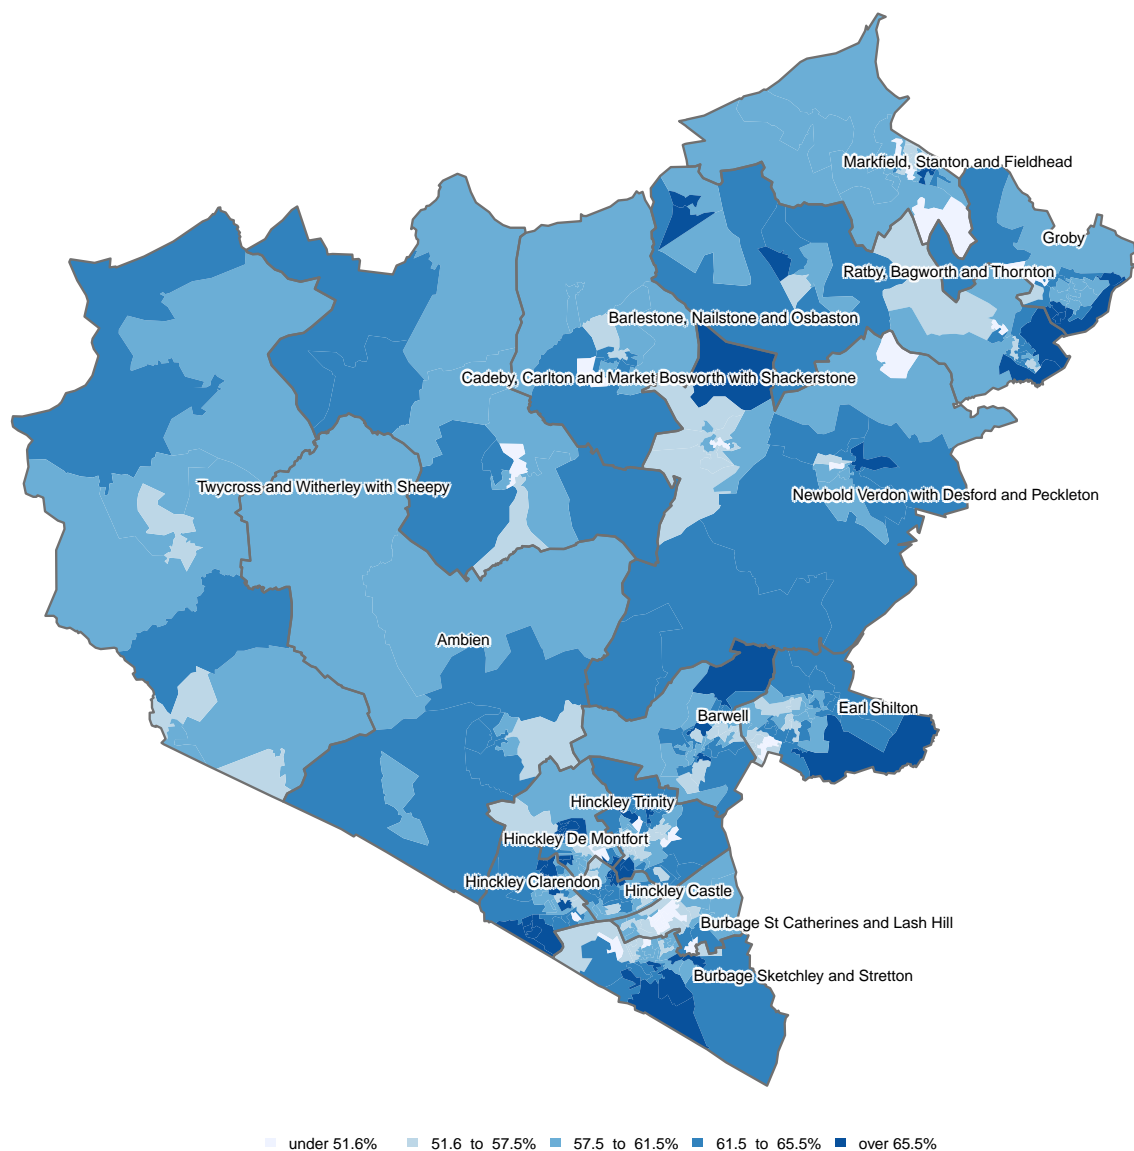 Markfield, Stanton and Fieldhead
Groby
Ratby, Bagworth and Thornton
Barlestone, Nailstone and Osbaston
Cadeby, Carlton and Market Bosworth with Shackerstone
Twycross and Witherley with Sheepy
Newbold Verdon with Desford and Peckleton
Ambien
Earl Shilton
Barwell
Hinckley Trinity
Hinckley De Montfort
Hinckley Clarendon
Hinckley Castle
Burbage St Catherines and Lash Hill
Burbage Sketchley and Stretton
under 51.6% 51.6 to 57.5% 57.5 to 61.5% 61.5 to 65.5% over 65.5%